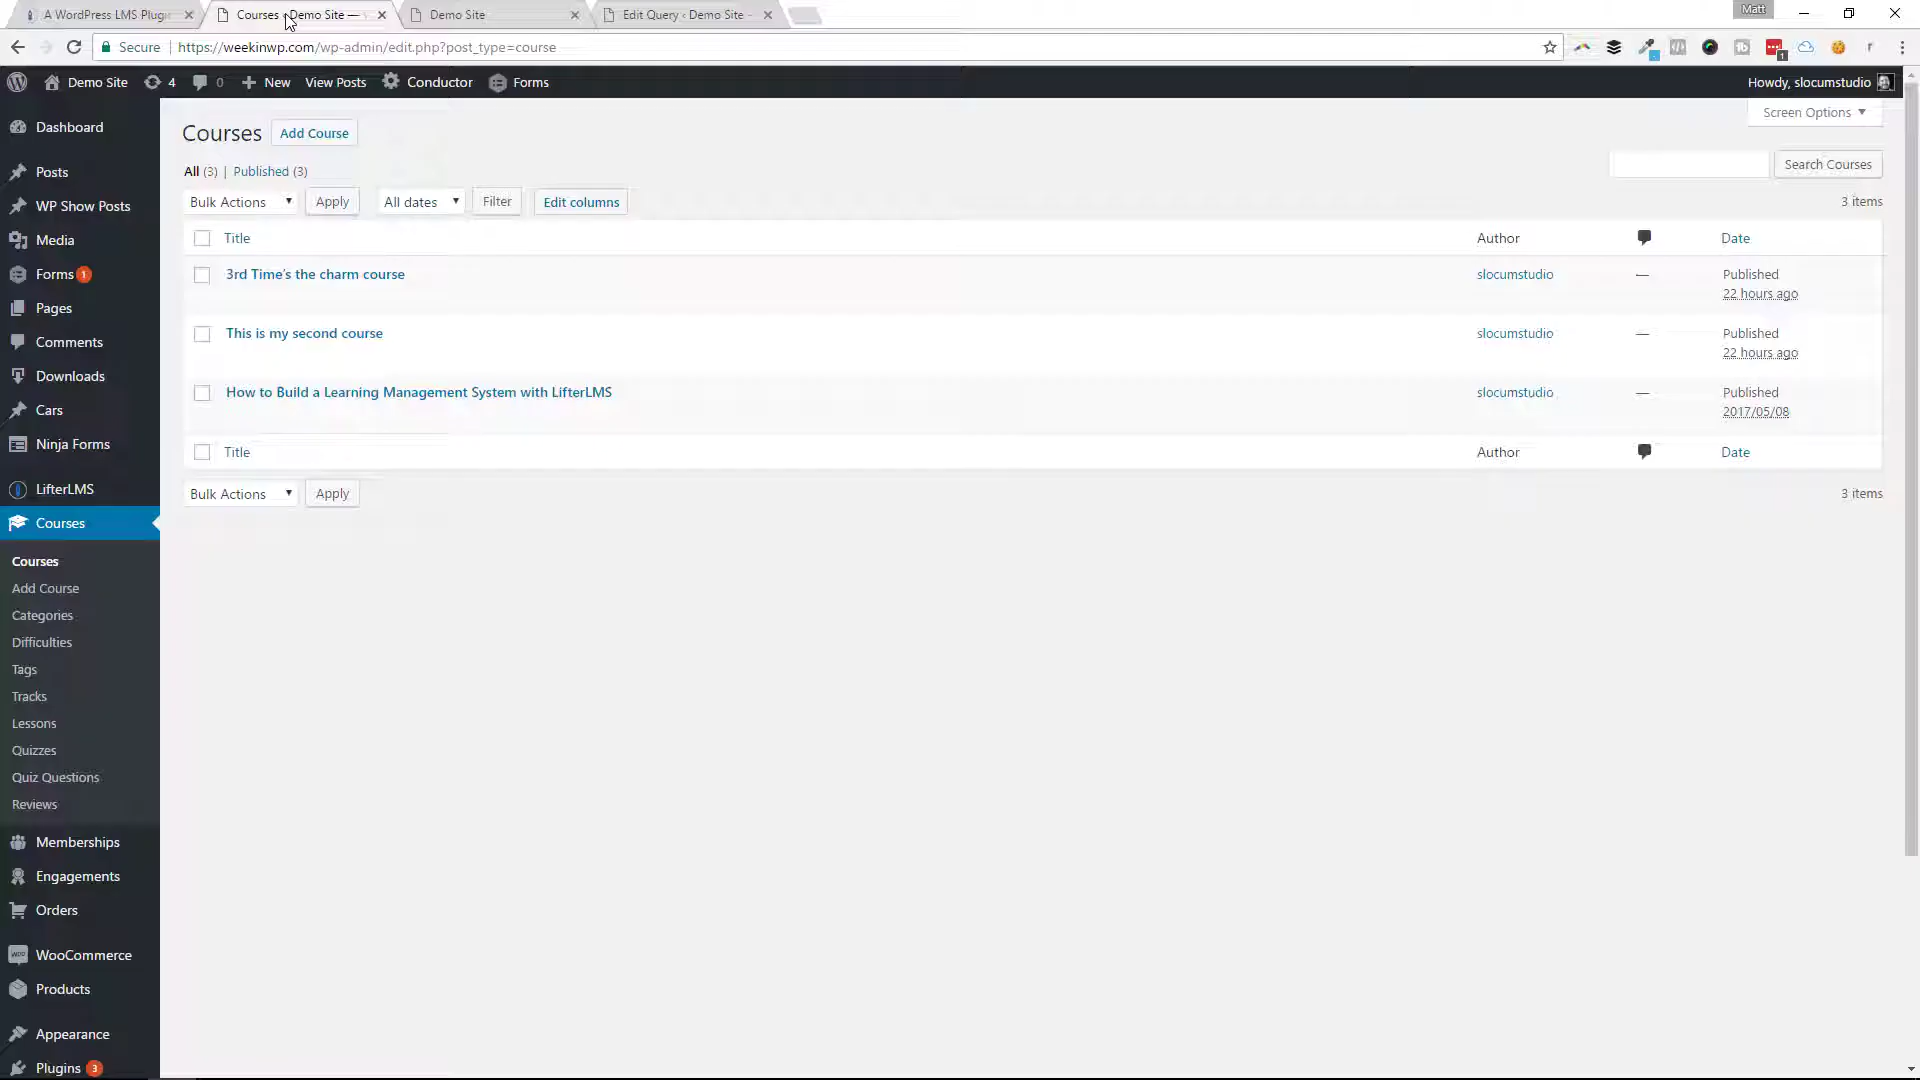 A WordPress LMS Plugi
Courses ‹ Demo Site —
Demo Site
Edit Query ‹ Demo Site -
Matt
Secure
https://weekinwp.com/wp-admin/edit.php?post_type=course
Demo Site
4
0
New
View Posts
Conductor
Forms
Howdy, slocumstudio
Screen Options
Dashboard
Posts
WP Show Posts
Media
Forms 1
Pages
Comments
Downloads
Cars
Ninja Forms
LifterLMS
Courses
Courses
Add Course
Categories
Difficulties
Tags
Tracks
Lessons
Quizzes
Quiz Questions
Reviews
Memberships
Engagements
Orders
WooCommerce
Products
Appearance
Plugins 3
Courses Add Course
All (3) | Published (3)
Search Courses
Bulk Actions Apply All dates Filter Edit columns 3 items
Title Author Date
3rd Time's the charm course slocumstudio — Published
22 hours ago
This is my second course slocumstudio — Published
22 hours ago
How to Build a Learning Management System with LifterLMS slocumstudio — Published
2017/05/08
Title Author Date
Bulk Actions Apply 3 items